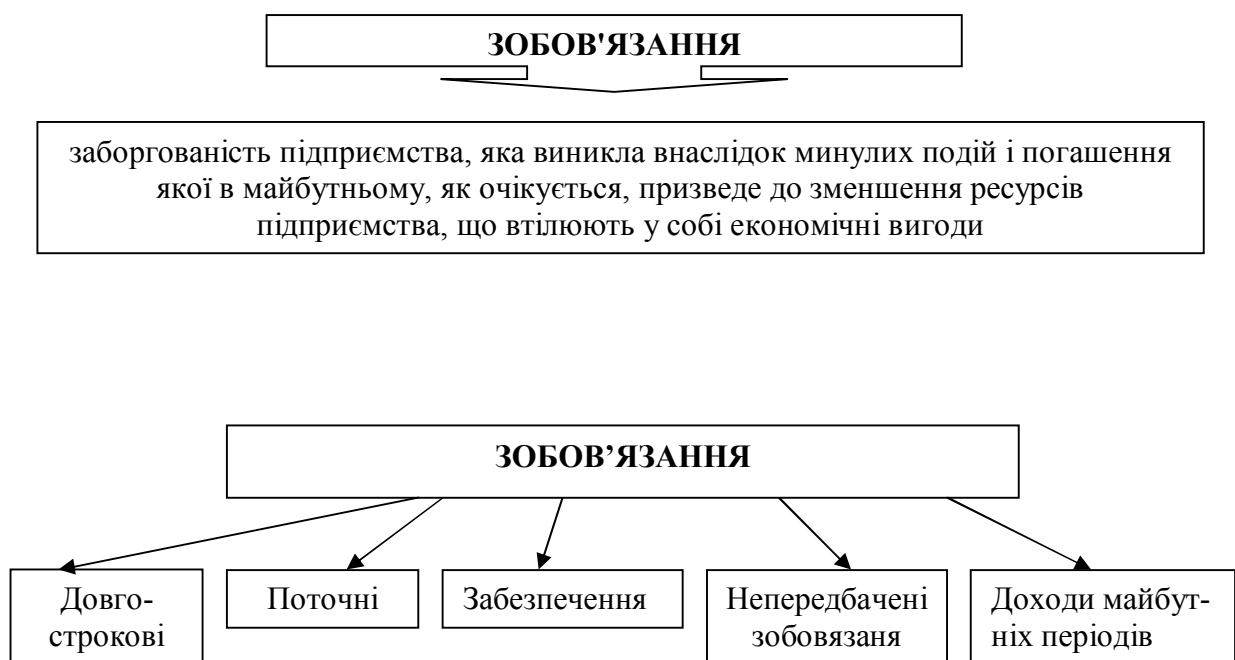 ЗОБОВ'ЯЗАННЯ
заборгованість підприємства, яка виникла внаслідок минулих подій і погашення
якої в майбутньому, як очікується, призведе до зменшення ресурсів
підприємства, що втілюють у собі економічні вигоди
ЗОБОВ’ЯЗАННЯ
Довго-
строкові
Поточні
Забезпечення
Непередбачені
зобовязаня
Доходи майбут-
ніх періодів